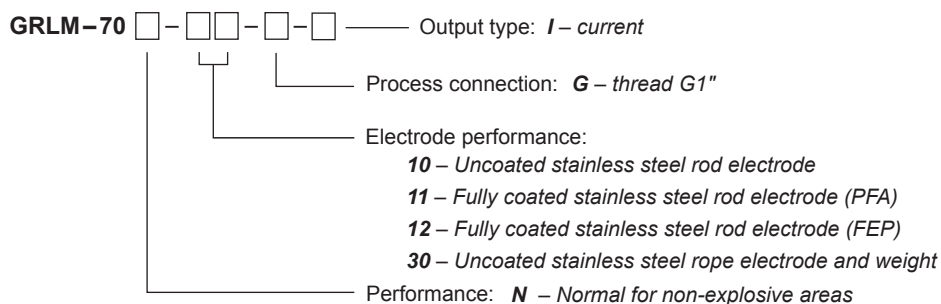 GRLM–70 □ – □□ – □ – □ Output type: I – current
Process connection: G – thread G1"
Electrode performance:
10 – Uncoated stainless steel rod electrode
11 – Fully coated stainless steel rod electrode (PFA)
12 – Fully coated stainless steel rod electrode (FEP)
30 – Uncoated stainless steel rope electrode and weight
Performance: N – Normal for non-explosive areas